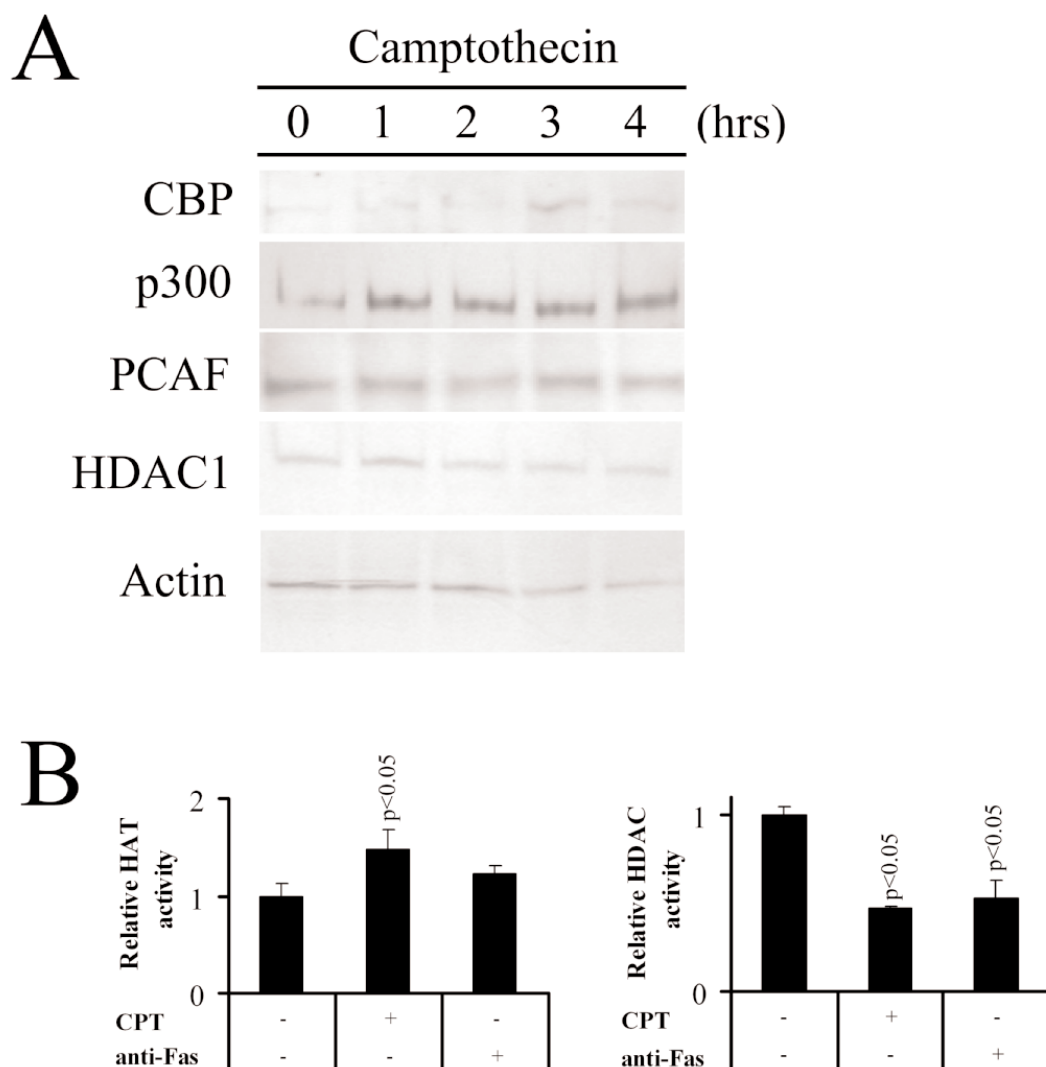 A
Camptothecin
0 1 2 3 4 (hrs)
CBP
p300
PCAF
HDAC1
Actin
B
Relative HAT
activity
2
1
0
p<0.05
CPT - + -
anti-Fas - - +
Relative HDAC
activity
1
0
p<0.05
p<0.05
CPT - + -
anti-Fas - - +